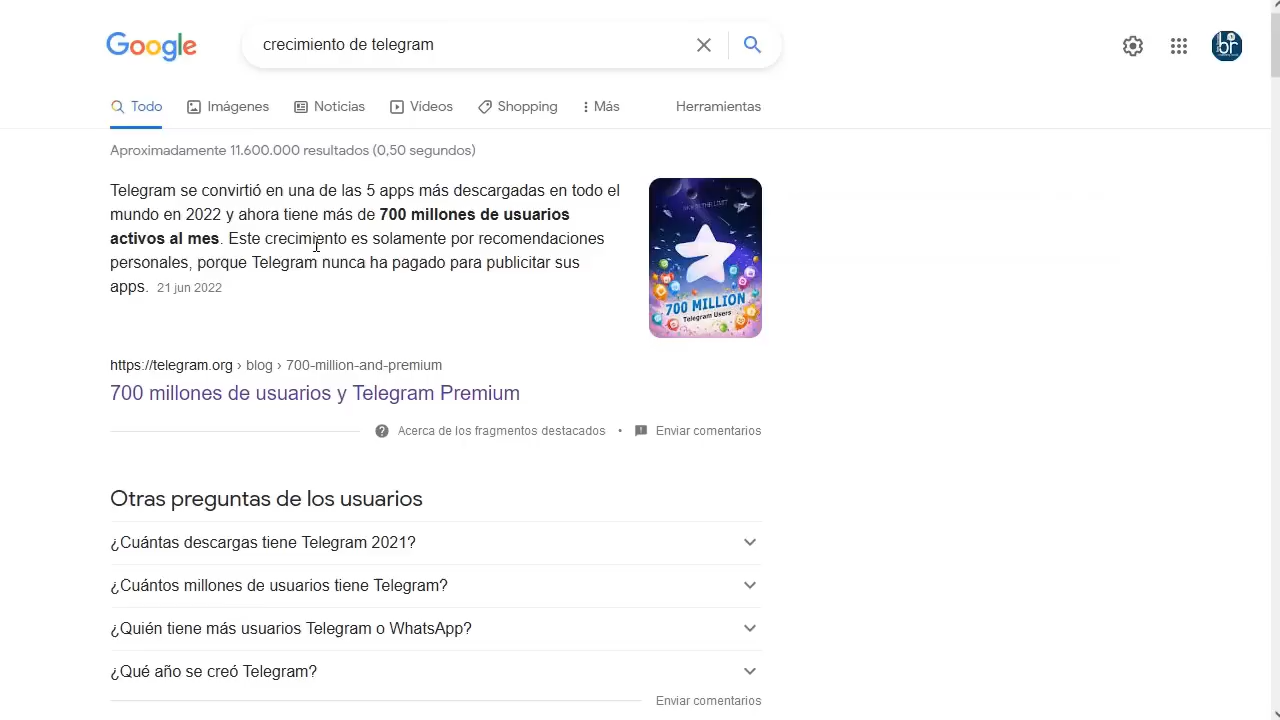 Google
crecimiento de telegram
Todo
Imágenes
Noticias
Vídeos
Shopping
Más
Herramientas
br
Aproximadamente 11.600.000 resultados (0,50 segundos)
Telegram se convirtió en una de las 5 apps más descargadas en todo el
mundo en 2022 y ahora tiene más de 700 millones de usuarios
activos al mes. Este crecimiento es solamente por recomendaciones
personales, porque Telegram nunca ha pagado para publicitar sus
apps. 21 jun 2022
700 MILLION
Telegram Users
https://telegram.org › blog › 700-million-and-premium
700 millones de usuarios y Telegram Premium
Acerca de los fragmentos destacados • Enviar comentarios
Otras preguntas de los usuarios
¿Cuántas descargas tiene Telegram 2021?
¿Cuántos millones de usuarios tiene Telegram?
¿Quién tiene más usuarios Telegram o WhatsApp?
¿Qué año se creó Telegram?
Enviar comentarios